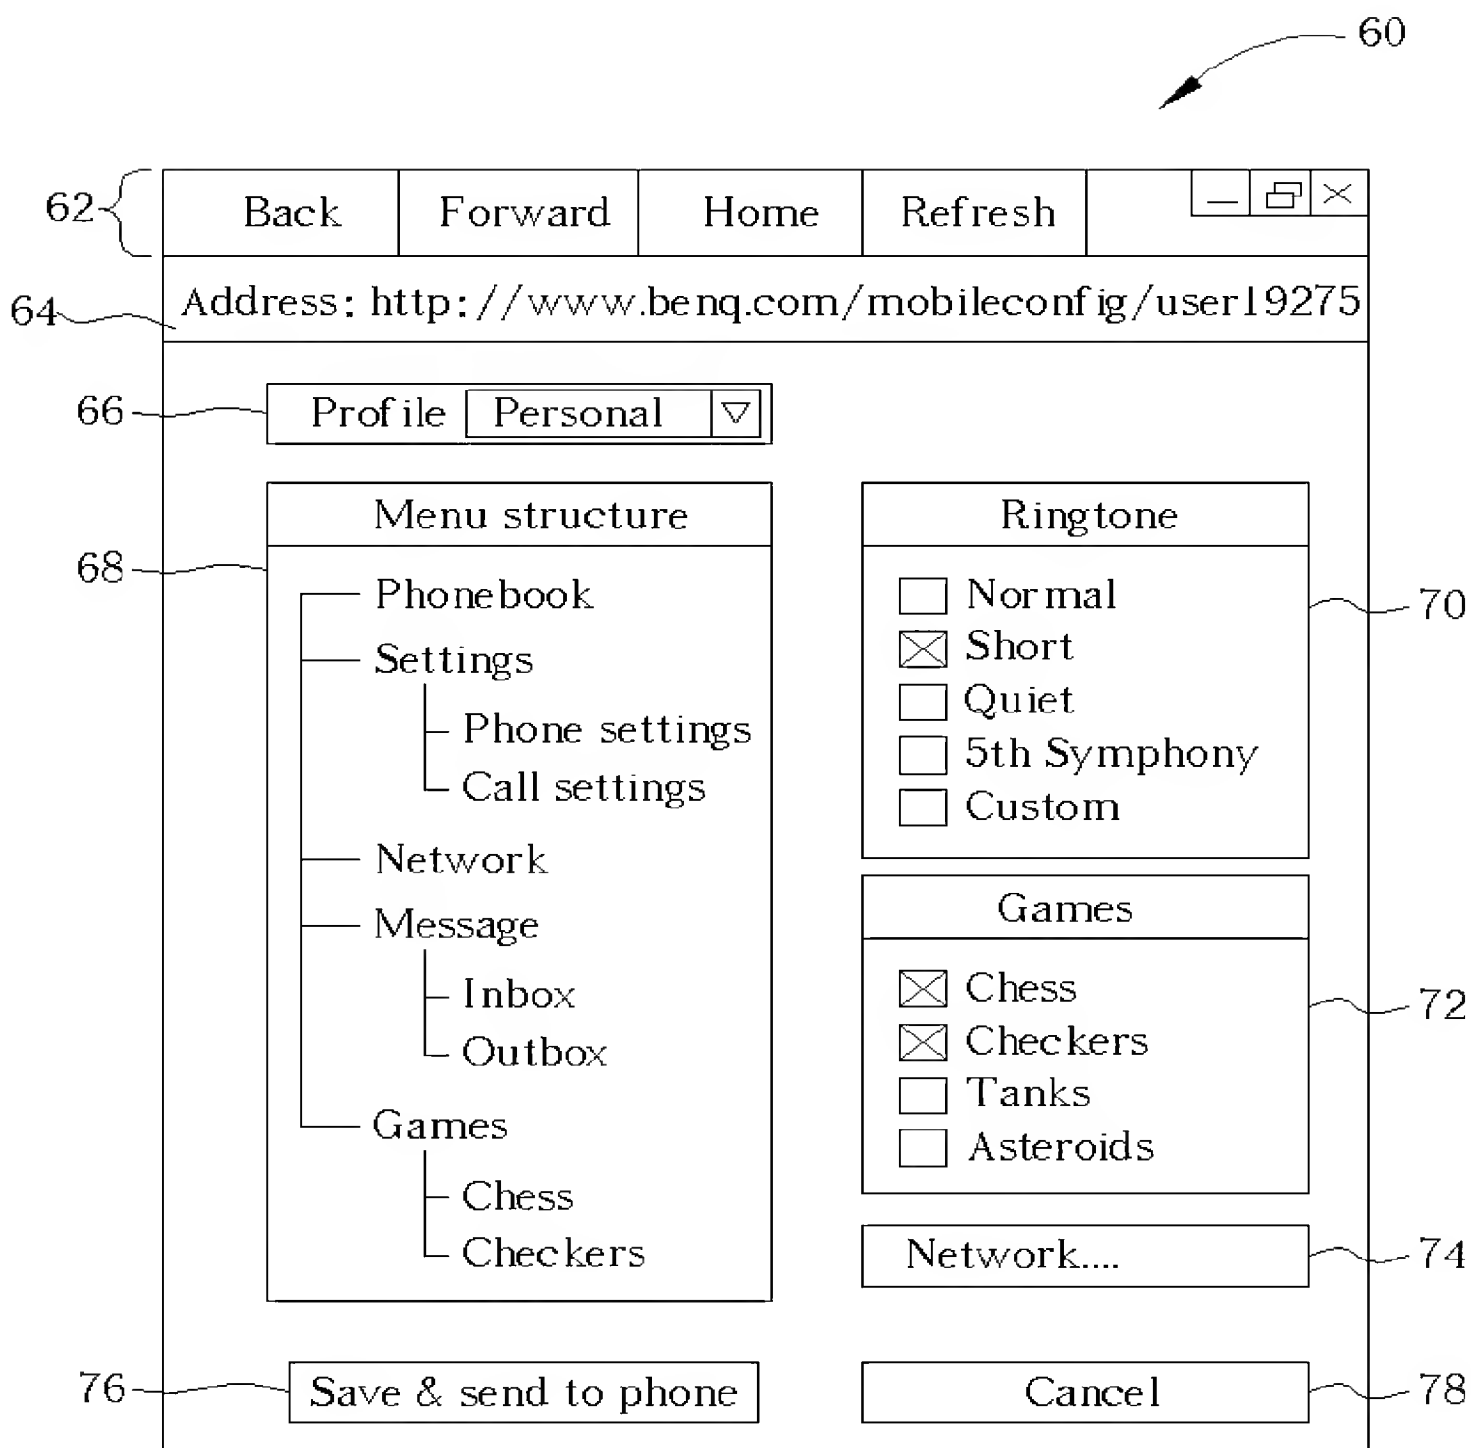 60
62 Back Forward Home Refresh
64 Address: http://www.benq.com/mobileconfig/user19275
66 Profile Personal
Menu structure
68
Phonebook
Settings
Phone settings
Call settings
Network
Message
Inbox
Outbox
Games
Chess
Checkers
Ringtone
Normal
70
Short
Quiet
5th Symphony
Custom
Games
Chess
72
Checkers
Tanks
Asteroids
Network.... 74
76 Save & send to phone
Cancel 78